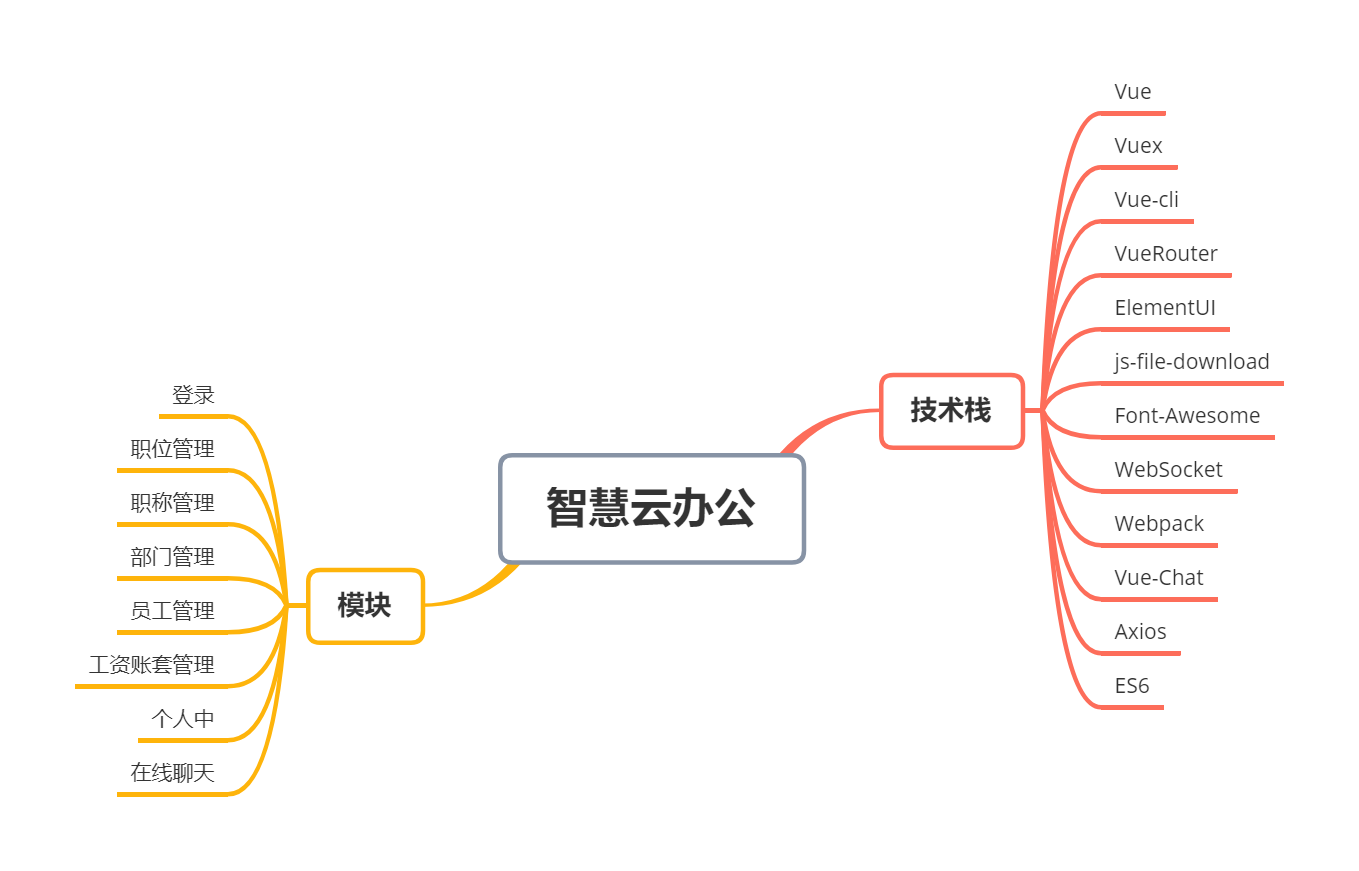 智慧云办公
技术栈
Vue
Vuex
Vue-cli
VueRouter
ElementUI
js-file-download
Font-Awesome
WebSocket
Webpack
Vue-Chat
Axios
ES6
模块
登录
职位管理
职称管理
部门管理
员工管理
工资账套管理
个人中
在线聊天